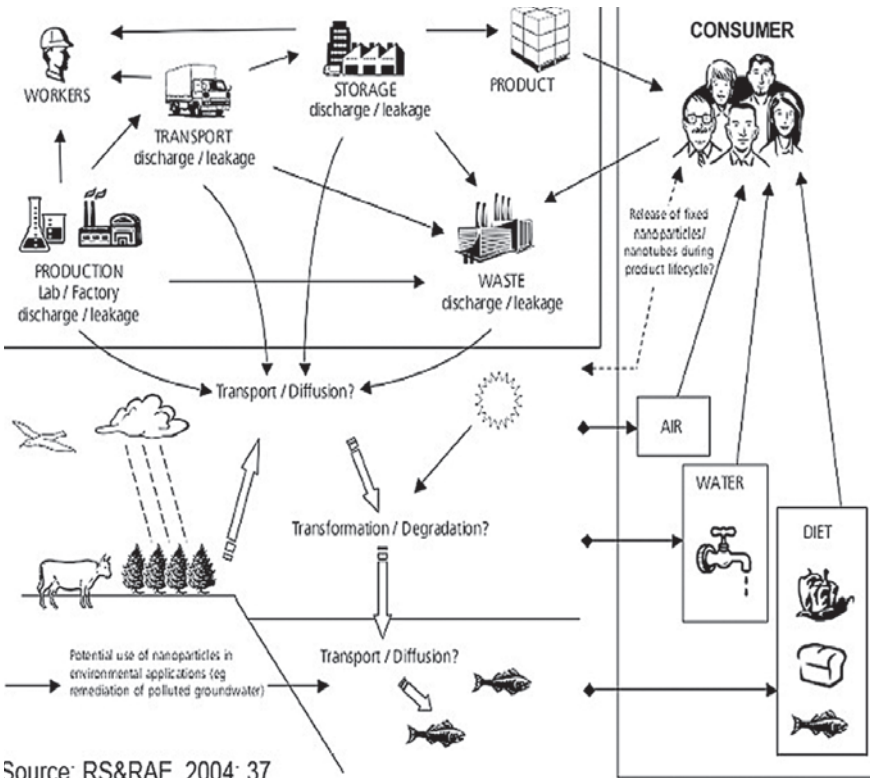 CONSUMER
WORKERS
STORAGE
discharge / leakage
PRODUCT
TRANSPORT
discharge / leakage
PRODUCTION
Lab / Factory
discharge / leakage
WASTE
discharge / leakage
Release of fixed
nanoparticles/
nanotubes during
product lifecycle?
Transport / Diffusion?
AIR
WATER
Transformation / Degradation?
DIET
Potential use of nanoparticles in
environmental applications (eg
remediation of polluted groundwater)
Transport / Diffusion?
Source: RS&RAE, 2004: 37